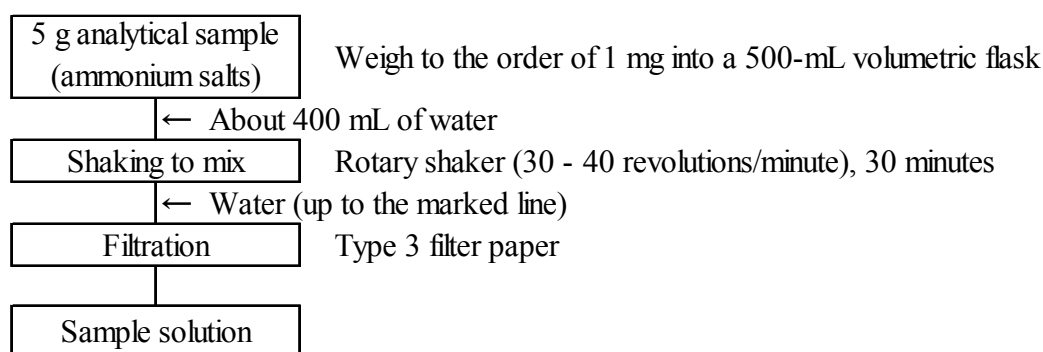 5 g analytical sample
(ammonium salts)
Weigh to the order of 1 mg into a 500-mL volumetric flask
← About 400 mL of water
Shaking to mix
Rotary shaker (30 - 40 revolutions/minute), 30 minutes
← Water (up to the marked line)
Filtration
Type 3 filter paper
Sample solution